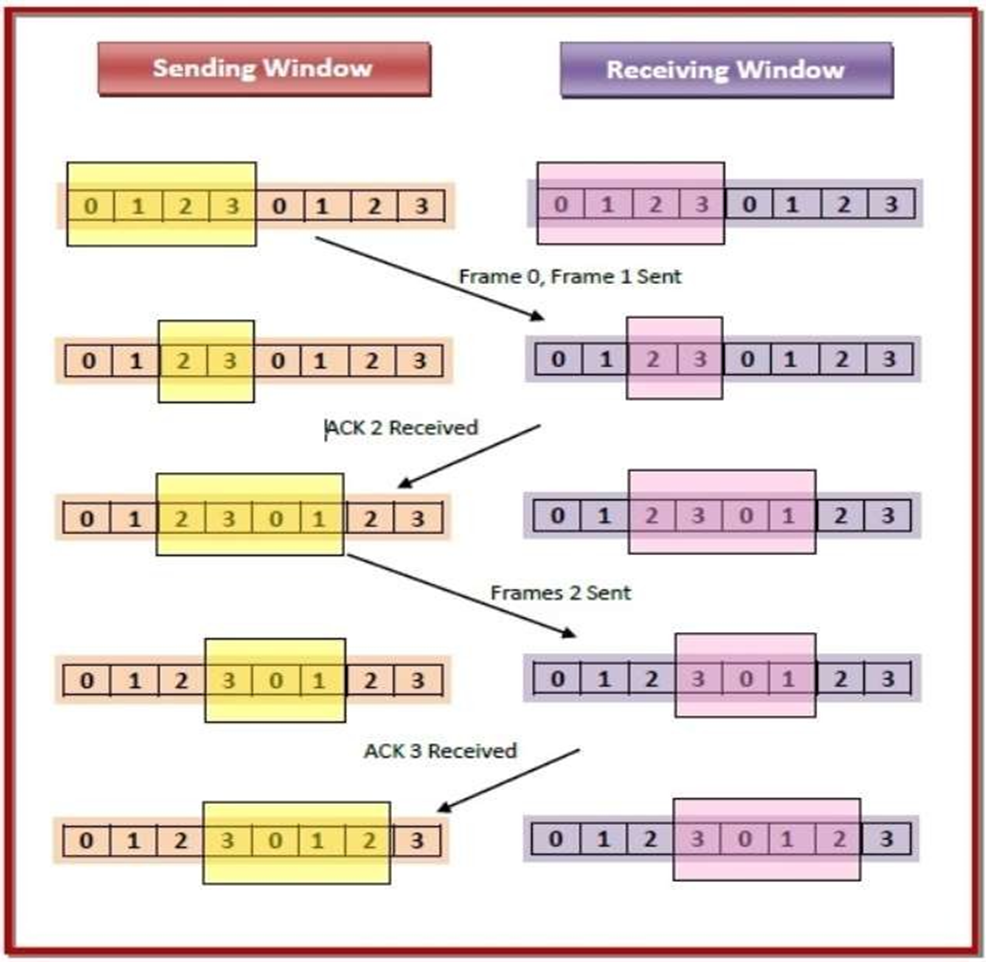 Sending Window
Receiving Window
0 1 2 3 0 1 2 3
0 1 2 3 0 1 2 3
Frame 0, Frame 1 Sent
0 1 2 3 0 1 2 3
0 1 2 3 0 1 2 3
ACK 2 Received
0 1 2 3 0 1 2 3
0 1 2 3 0 1 2 3
Frames 2 Sent
0 1 2 3 0 1 2 3
0 1 2 3 0 1 2 3
ACK 3 Received
0 1 2 3 0 1 2 3
0 1 2 3 0 1 2 3